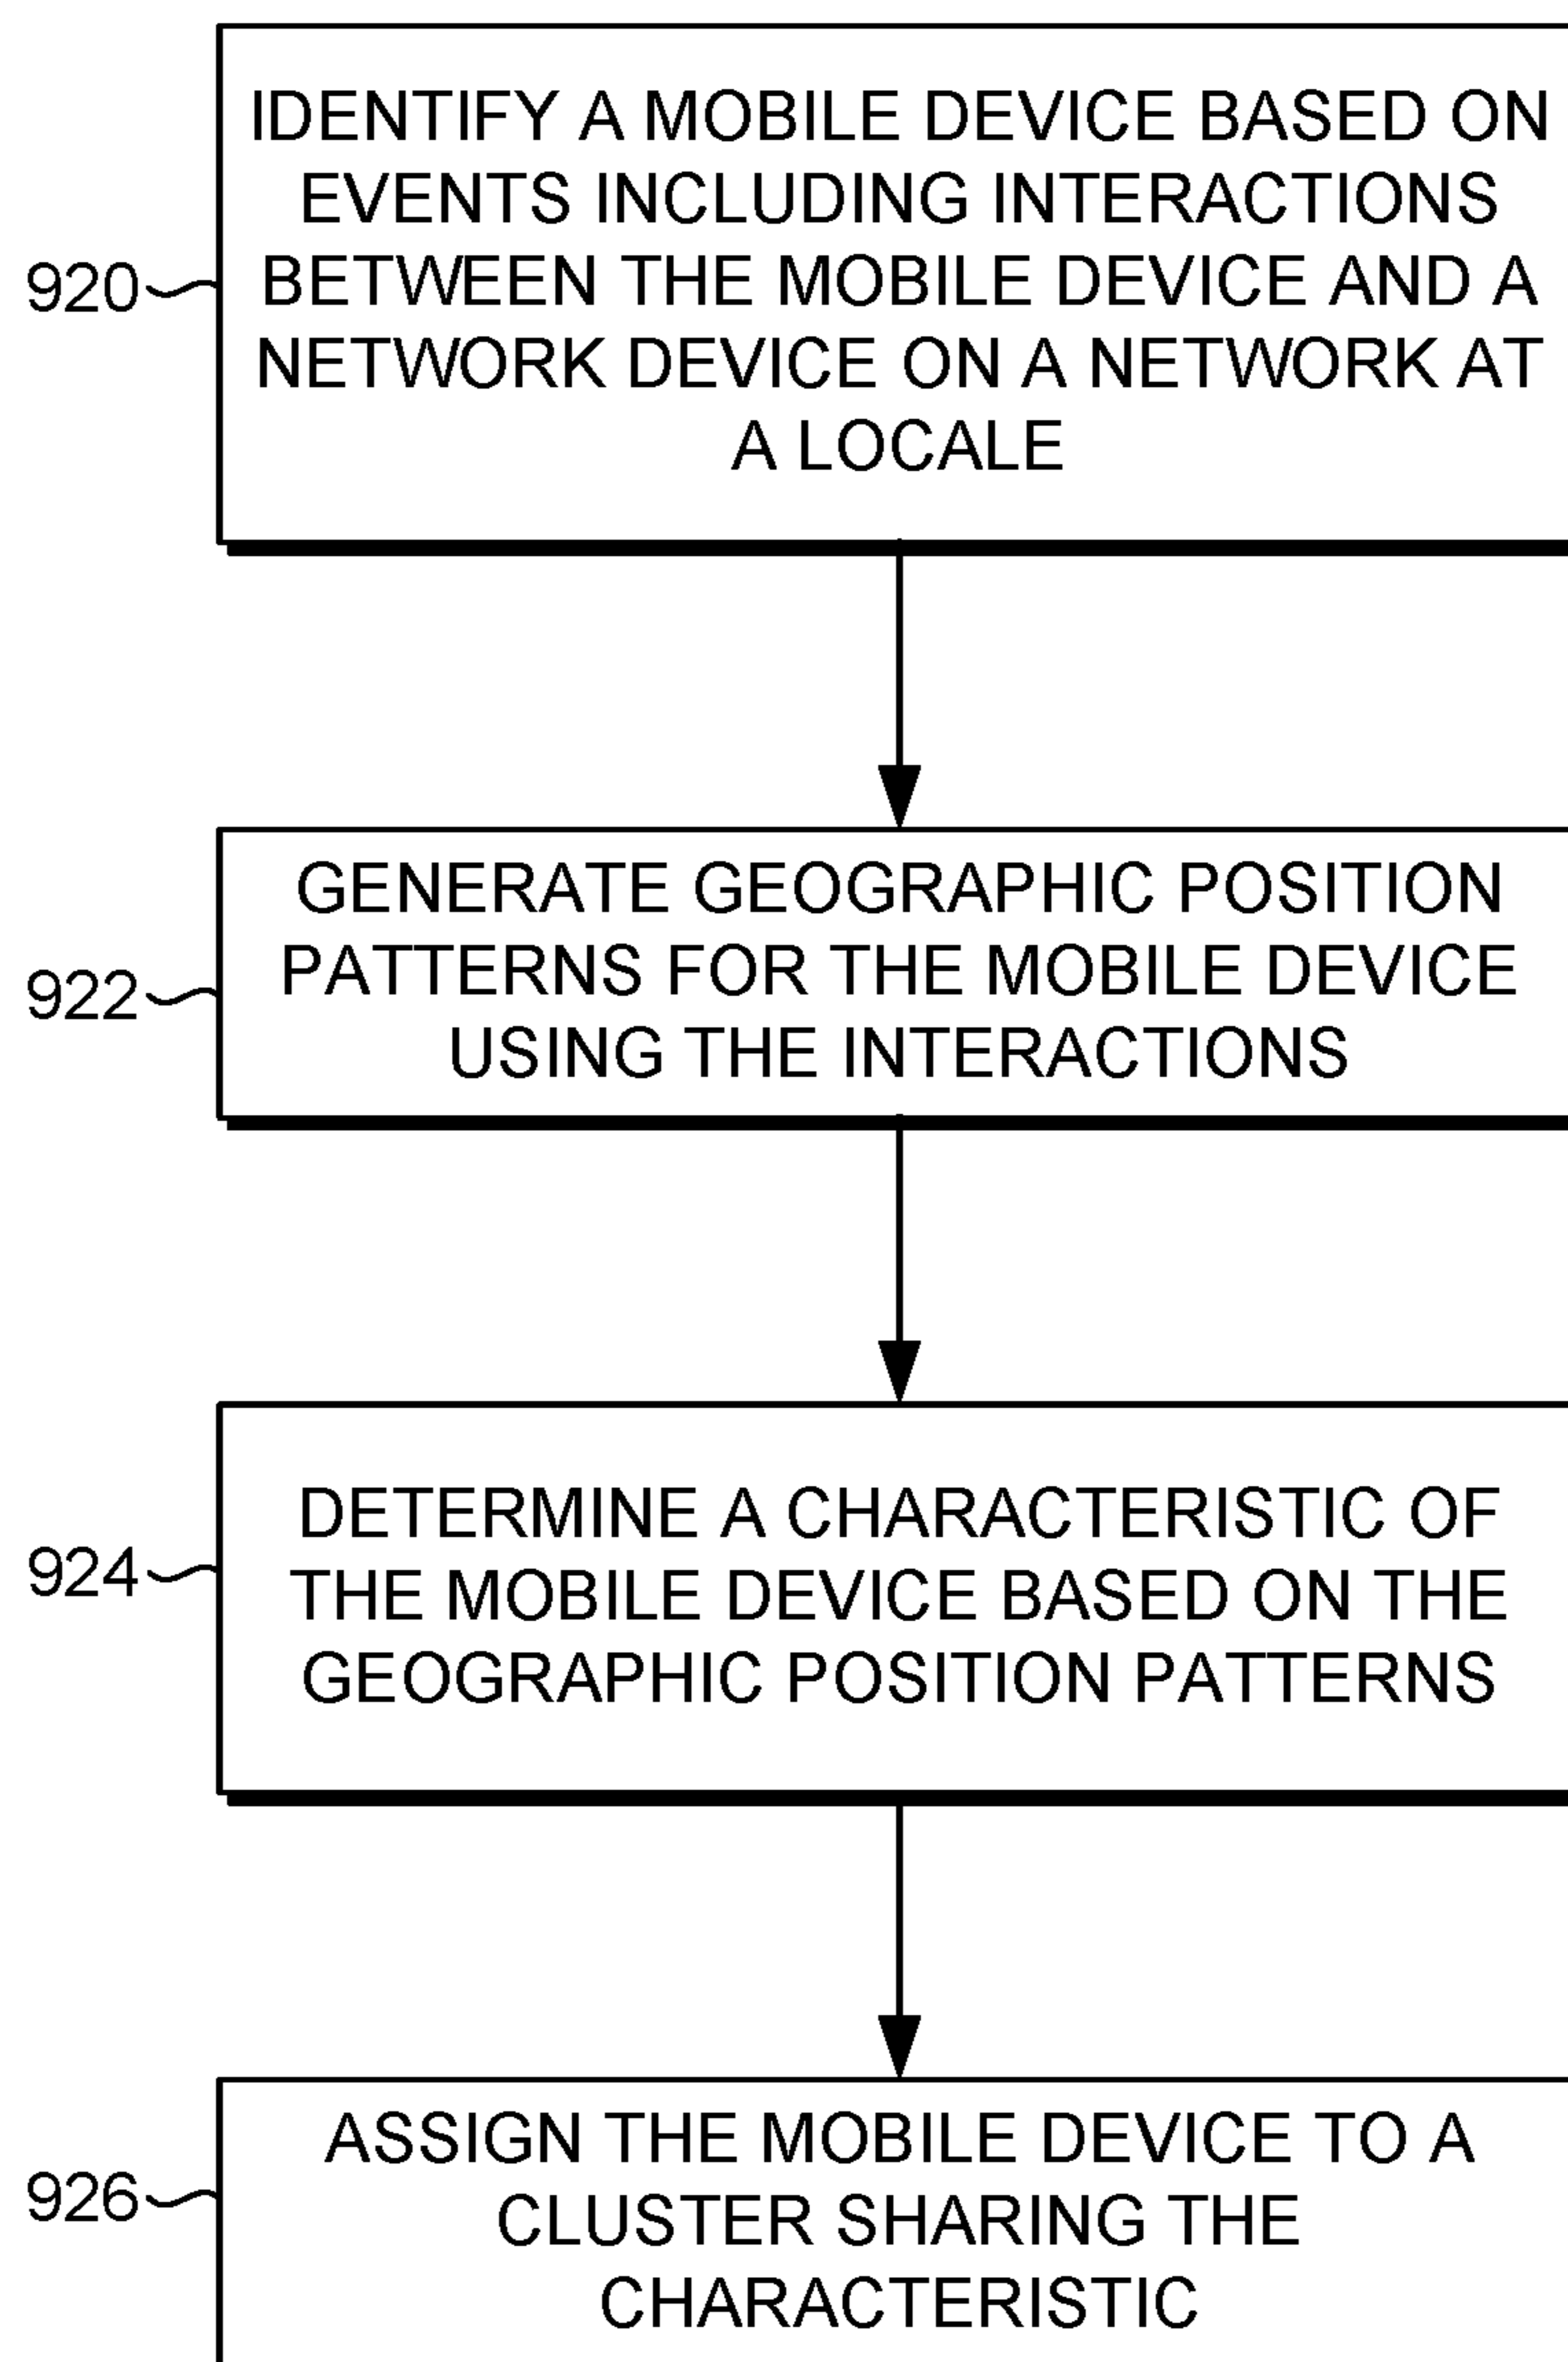 IDENTIFY A MOBILE DEVICE BASED ON
EVENTS INCLUDING INTERACTIONS
920
BETWEEN THE MOBILE DEVICE AND A
NETWORK DEVICE ON A NETWORK AT
A LOCALE
GENERATE GEOGRAPHIC POSITION
PATTERNS FOR THE MOBILE DEVICE
922
USING THE INTERACTIONS
DETERMINE A CHARACTERISTIC OF
924
THE MOBILE DEVICE BASED ON THE
GEOGRAPHIC POSITION PATTERNS
ASSIGN THE MOBILE DEVICE TO A
926
CLUSTER SHARING THE
CHARACTERISTIC